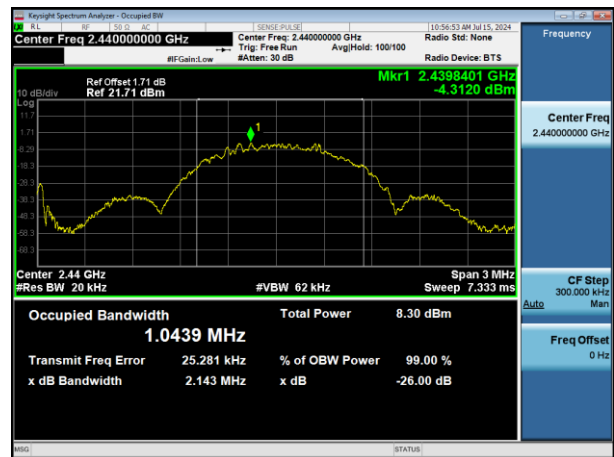 Keysight Spectrum Analyzer - Occupied BW
RL RF 50 Ω AC SENSE:PULSE 10:56:53 AM Jul 15, 2024
Center Freq 2.440000000 GHz Center Freq: 2.440000000 GHz Radio Std: None
Trig: Free Run Avg|Hold: 100/100
#IFGain:Low #Atten: 30 dB Radio Device: BTS
Ref Offset 1.71 dB Mkr1 2.4398401 GHz
10 dB/div Ref 21.71 dBm -4.3120 dBm
Log
11.7
1.71
-8.29
-18.3
-28.3
-38.3
-48.3
-58.3
-68.3
1
Center 2.44 GHz Span 3 MHz
#Res BW 20 kHz #VBW 62 kHz Sweep 7.333 ms
Occupied Bandwidth Total Power 8.30 dBm
1.0439 MHz
Transmit Freq Error 25.281 kHz % of OBW Power 99.00 %
x dB Bandwidth 2.143 MHz x dB -26.00 dB
MSG STATUS
Frequency
Center Freq
2.440000000 GHz
CF Step
300.000 kHz
Auto Man
Freq Offset
0 Hz